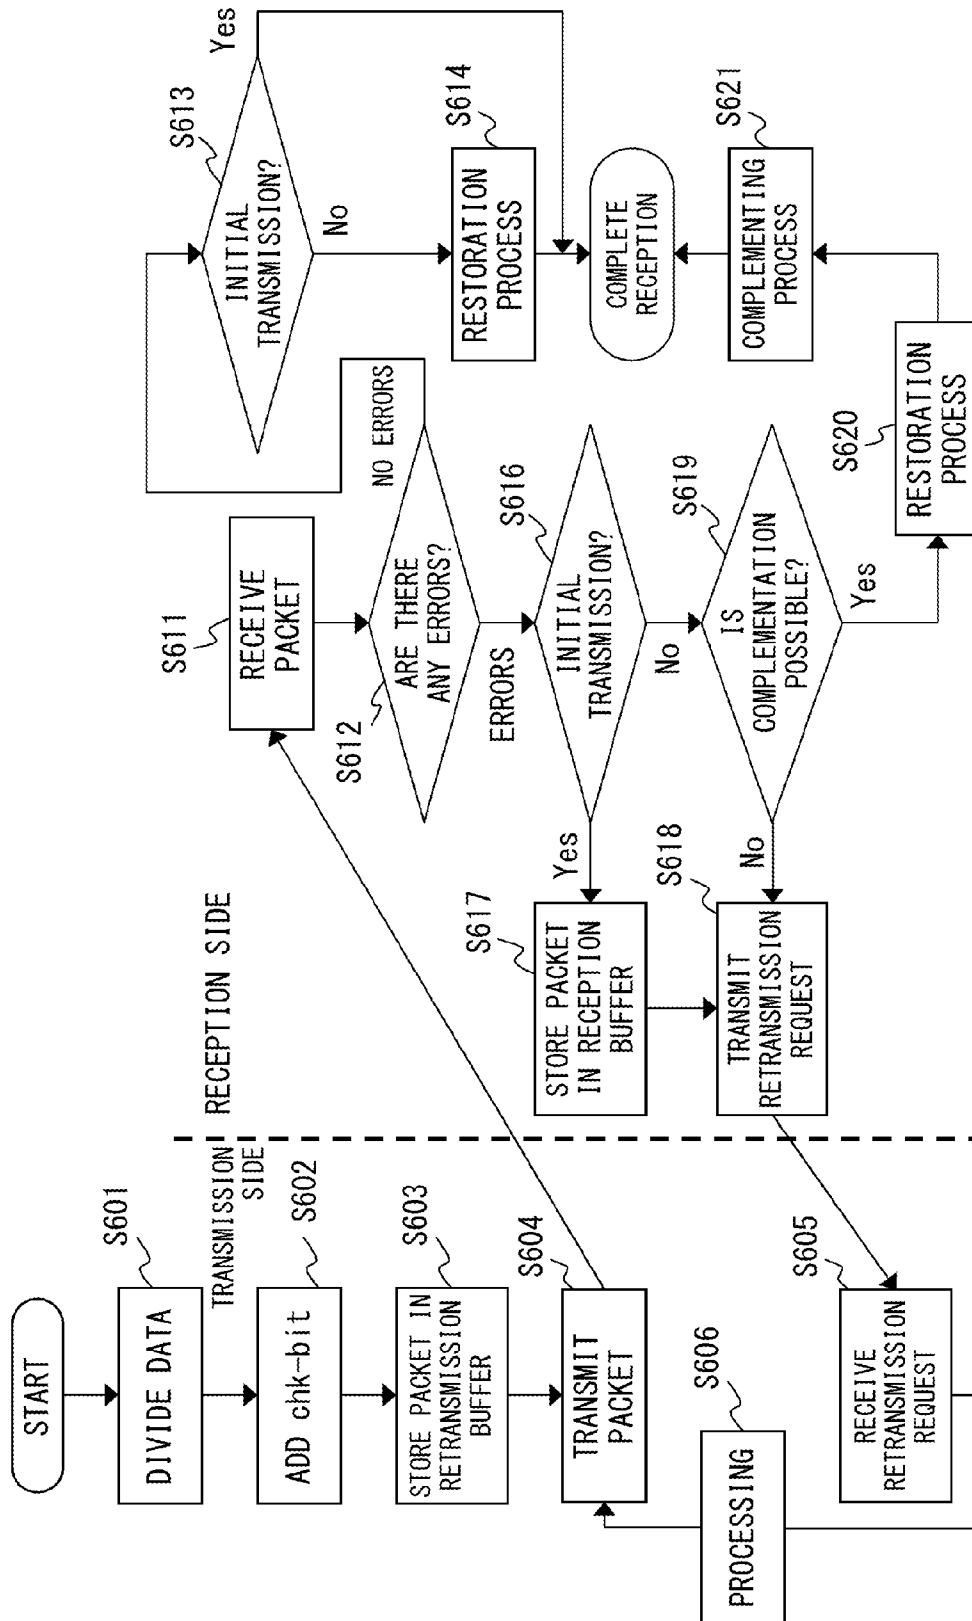 START
S601
DIVIDE DATA
TRANSMISSION
SIDE
S602
ADD chk-bit
S603
STORE PACKET IN
RETRANSMISSION
BUFFER
S604
TRANSMIT
PACKET
S606
PROCESSING
S605
RECEIVE
RETRANSMISSION
REQUEST
RECEPTION SIDE
S611
RECEIVE
PACKET
S612
ARE THERE
ANY ERRORS?
NO ERRORS
ERRORS
S613
INITIAL
TRANSMISSION?
Yes
No
S614
RESTORATION
PROCESS
COMPLETE
RECEPTION
S616
INITIAL
TRANSMISSION?
Yes
No
S617
STORE PACKET
IN RECEPTION
BUFFER
S618
TRANSMIT
RETRANSMISSION
REQUEST
S619
IS
COMPLEMENTATION
POSSIBLE?
No
Yes
S620
RESTORATION
PROCESS
S621
COMPLEMENTING
PROCESS